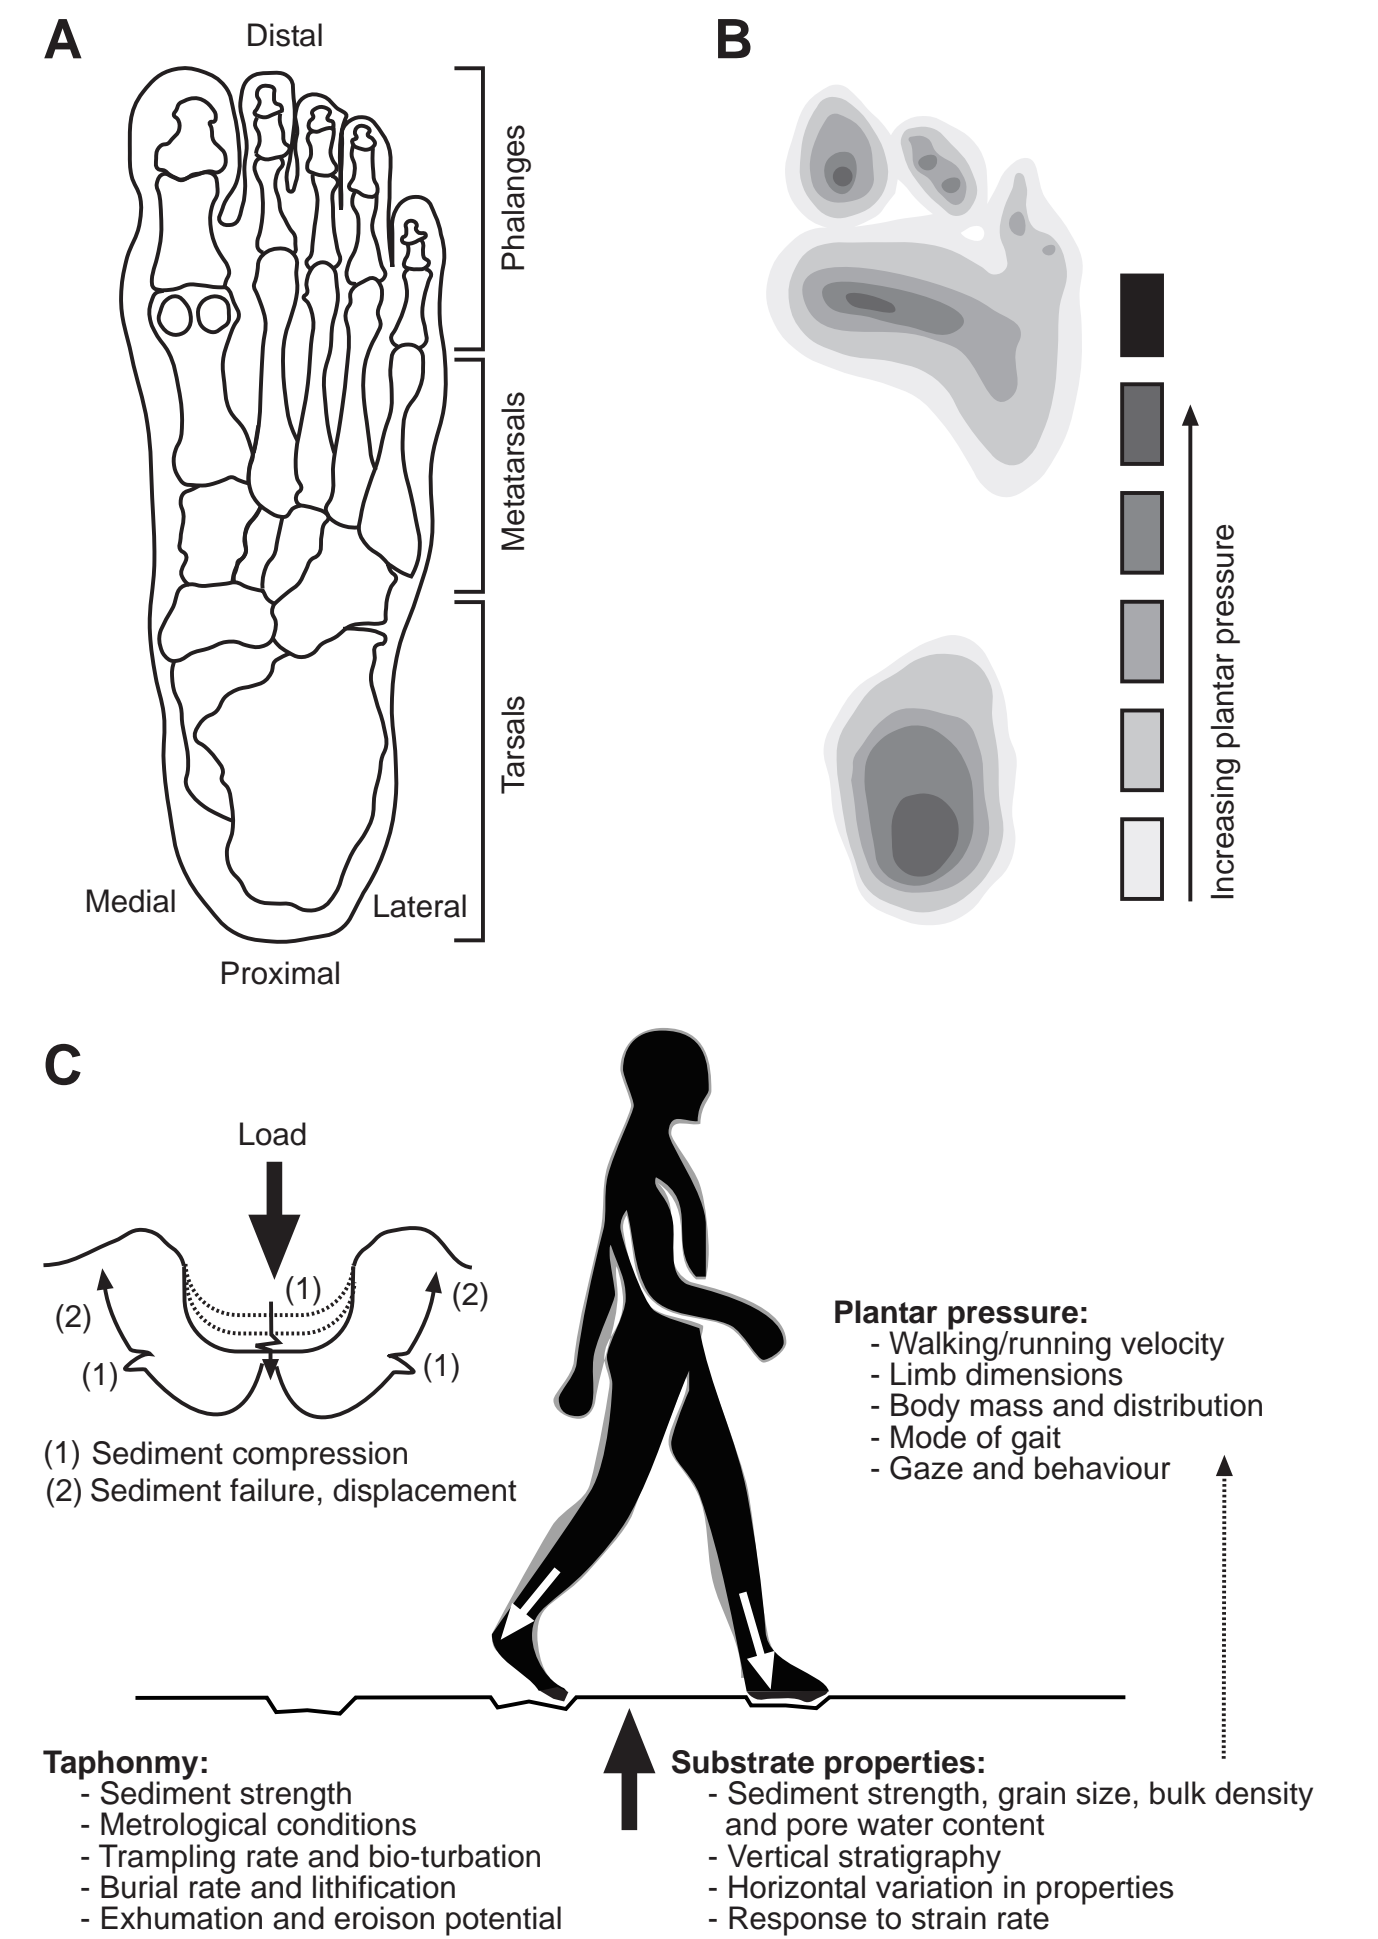 A
Distal
Phalanges
Metatarsals
Tarsals
Medial
Lateral
Proximal
B
Increasing plantar pressure
C
Load
(1)
(2)
(2)
(1)
(1)
(1) Sediment compression
(2) Sediment failure, displacement
Plantar pressure:
- Walking/running velocity
- Limb dimensions
- Body mass and distribution
- Mode of gait
- Gaze and behaviour
Taphonmy:
- Sediment strength
- Metrological conditions
- Trampling rate and bio-turbation
- Burial rate and lithification
- Exhumation and eroison potential
Substrate properties:
- Sediment strength, grain size, bulk density
and pore water content
- Vertical stratigraphy
- Horizontal variation in properties
- Response to strain rate